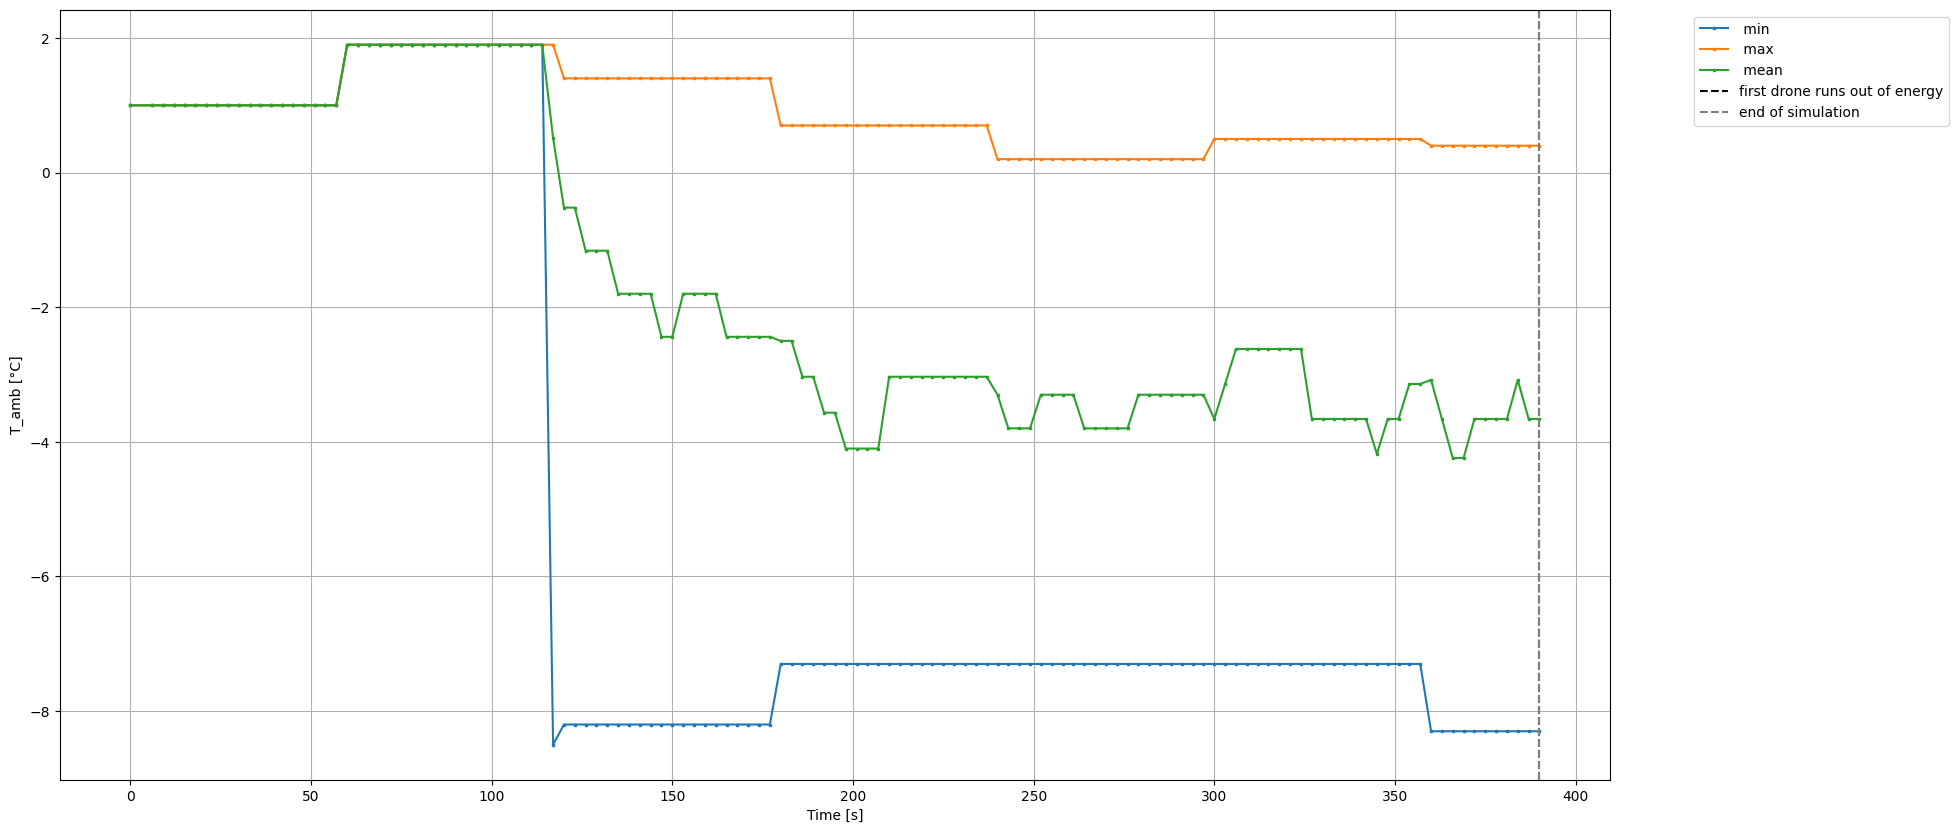 2
0
−2
−4
−6
−8
T_amb [°C]
0
50
100
150
200
250
300
350
400
Time [s]
min
max
mean
first drone runs out of energy
end of simulation